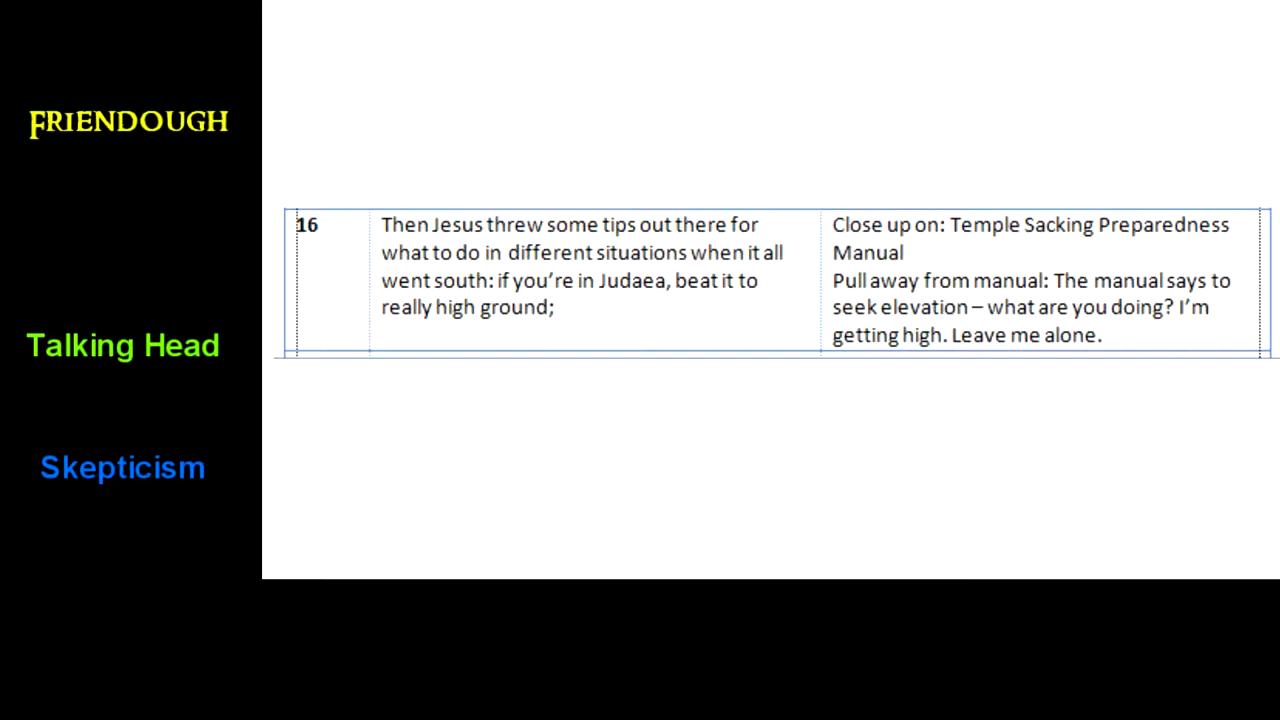 FRIENDOUGH
Talking Head
Skepticism
16
Then Jesus threw some tips out there for
what to do in different situations when it all
went south: if you’re in Judaea, beat it to
really high ground;
Close up on: Temple Sacking Preparedness
Manual
Pull away from manual: The manual says to
seek elevation – what are you doing? I’m
getting high. Leave me alone.